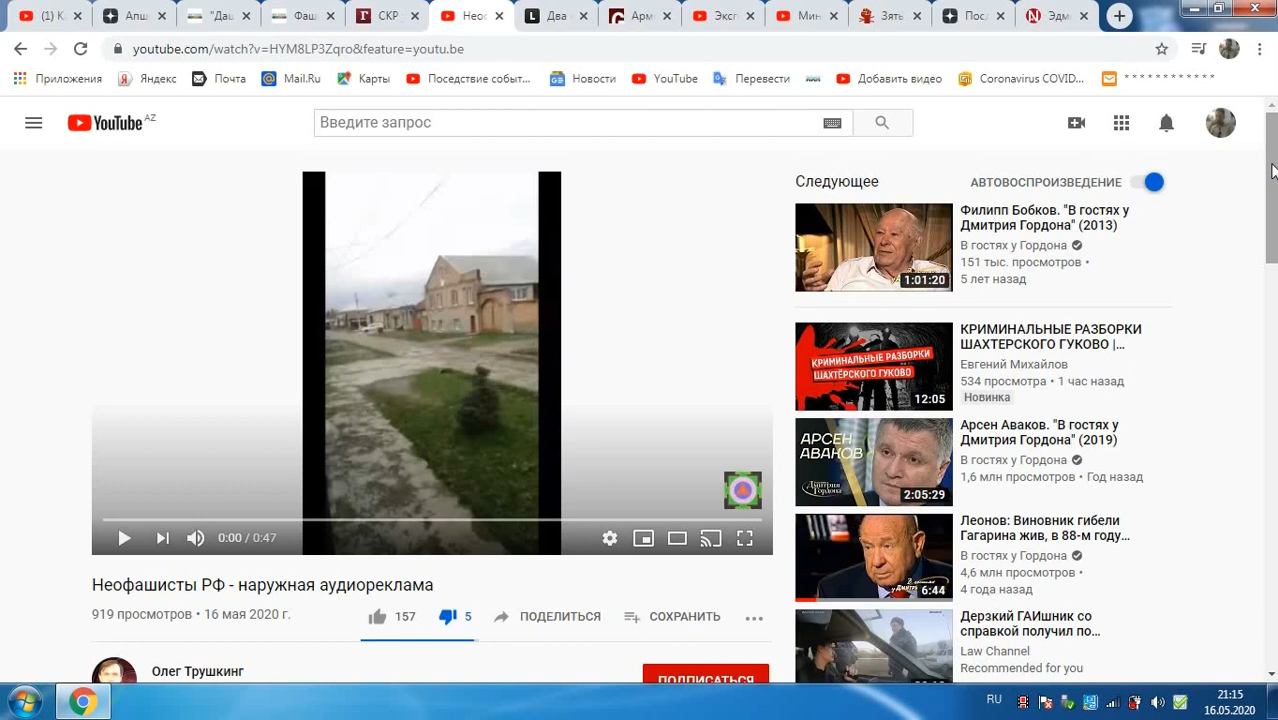 (1) К
Апш
"Даш
Фаш
СКР
Нео
Два
Арм
Эксп
Мин
Зять
Посл
Эдм
youtube.com/watch?v=HYM8LP3Zqro&feature=youtu.be
Приложения
Яндекс
Почта
Mail.Ru
Карты
Поседствие событ...
Новости
YouTube
Перевести
Добавить видео
Coronavirus COVID...
* * * * * * * * * * * *
YouTube AZ
Введите запрос
Следующее
АВТОВОСПРОИЗВЕДЕНИЕ
Филипп Бобков. "В гостях у
Дмитрия Гордона" (2013)
В гостях у Гордона
151 тыс. просмотров •
5 лет назад
1:01:20
КРИМИНАЛЬНЫЕ РАЗБОРКИ
ШАХТЁРСКОГО ГУКОВО
12:05
КРИМИНАЛЬНЫЕ РАЗБОРКИ
ШАХТЕРСКОГО ГУКОВО |...
Евгений Михайлов
534 просмотра • 1 час назад
Новинка
АРСЕН
АВАКОВ
Дмитрий
ГОРДОН
2:05:29
Арсен Аваков. "В гостях у
Дмитрия Гордона" (2019)
В гостях у Гордона
1,6 млн просмотров • Год назад
6:44
Леонов: Виновник гибели
Гагарина жив, в 88-м году...
В гостях у Гордона
4,6 млн просмотров •
4 года назад
Дерзкий ГАИшник со
справкой получил по...
Law Channel
Recommended for you
0:00 / 0:47
Неофашисты РФ - наружная аудиореклама
919 просмотров • 16 мая 2020 г.
157
5
ПОДЕЛИТЬСЯ
СОХРАНИТЬ
Олег Трушкинг
ПОДПИСАТЬСЯ
RU
21:15
16.05.2020